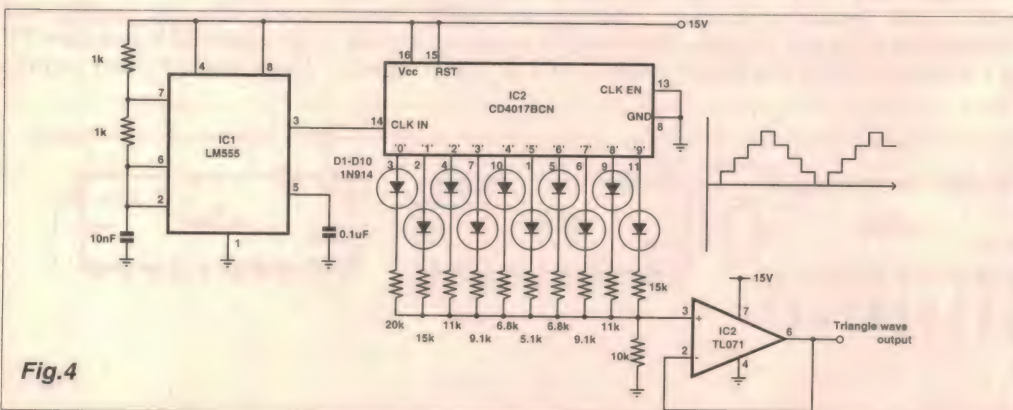 15V
1k
1k
4
8
7
6
2
3
5
1
IC1
LM555
10nF
0.1uF
16
15
Vcc
RST
IC2
CD4017BCN
14
CLK IN
CLK EN
13
GND
8
'0'
'1'
'2'
'3'
'4'
'5'
'6'
'7'
'8'
'9'
D1-D10
1N914
3
2
4
7
10
1
5
6
9
11
20k
15k
11k
9.1k
6.8k
5.1k
6.8k
9.1k
11k
15k
10k
15V
3
+
2
-
7
IC2
TL071
6
4
Triangle wave
output
Fig.4